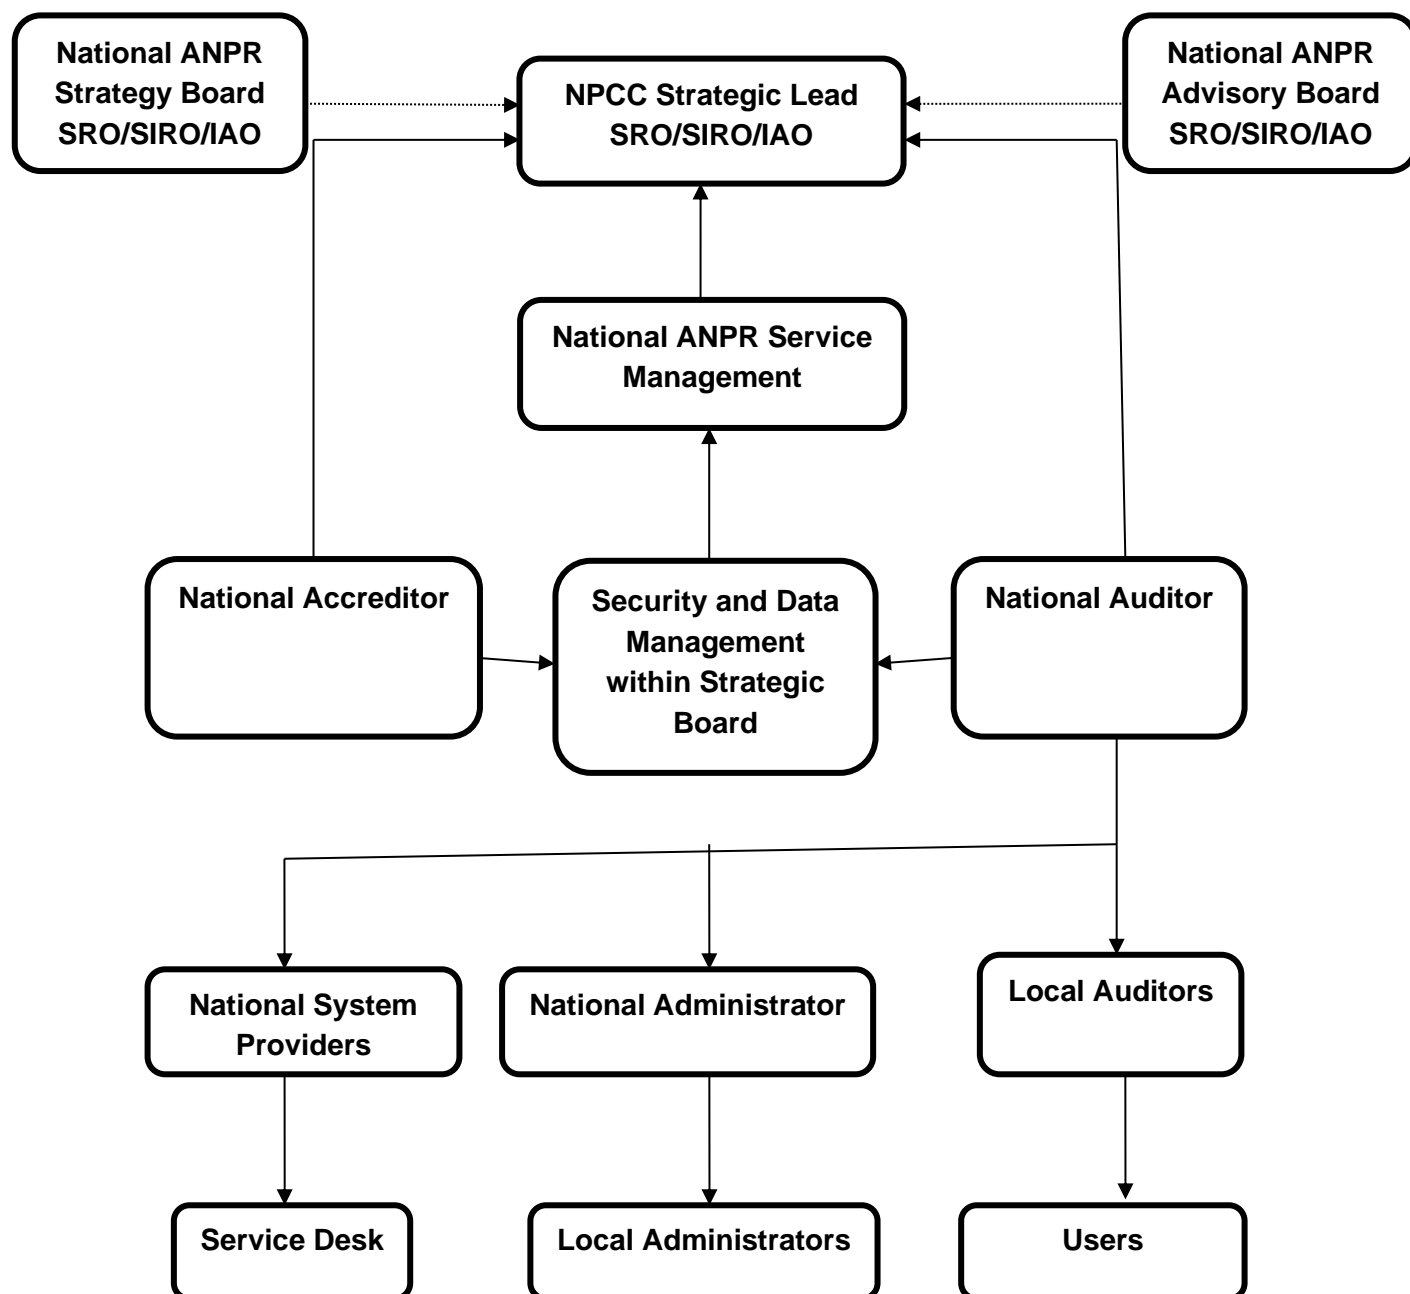 National ANPR
Strategy Board
SRO/SIRO/IAO
NPCC Strategic Lead
SRO/SIRO/IAO
National ANPR
Advisory Board
SRO/SIRO/IAO
National ANPR Service
Management
National Accreditor
Security and Data
Management
within Strategic
Board
National Auditor
National System
Providers
National Administrator
Local Auditors
Service Desk
Local Administrators
Users